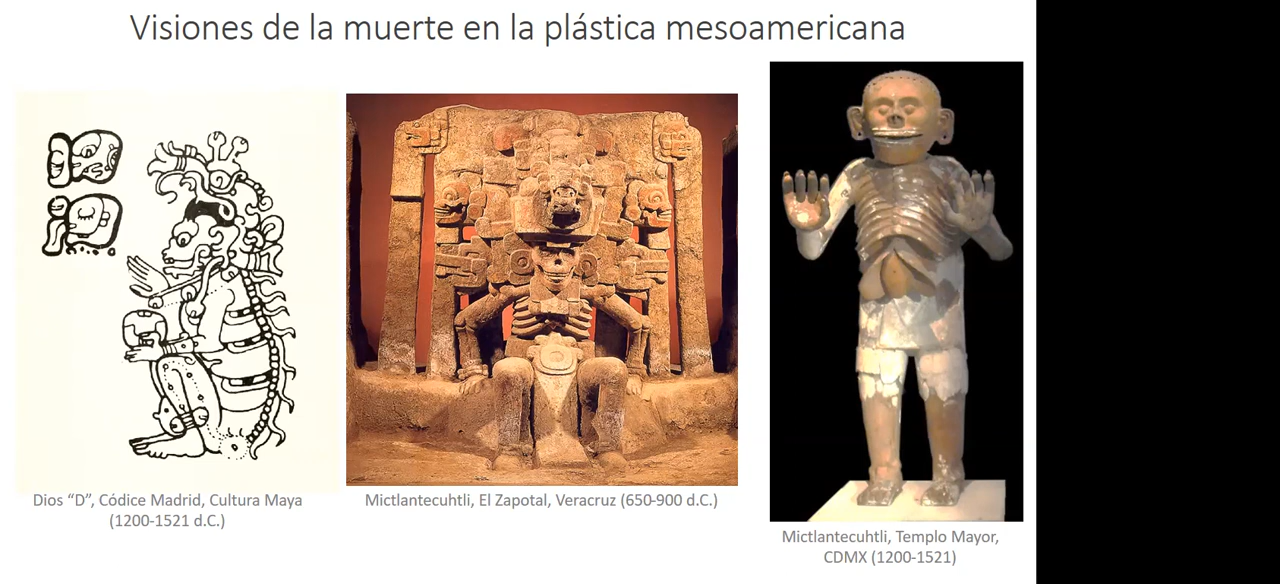 Visiones de la muerte en la plástica mesoamericana
Dios “D”, Códice Madrid, Cultura Maya
(1200-1521 d.C.)
Mictlantecuhtli, El Zapotal, Veracruz (650-900 d.C.)
Mictlantecuhtli, Templo Mayor,
CDMX (1200-1521)